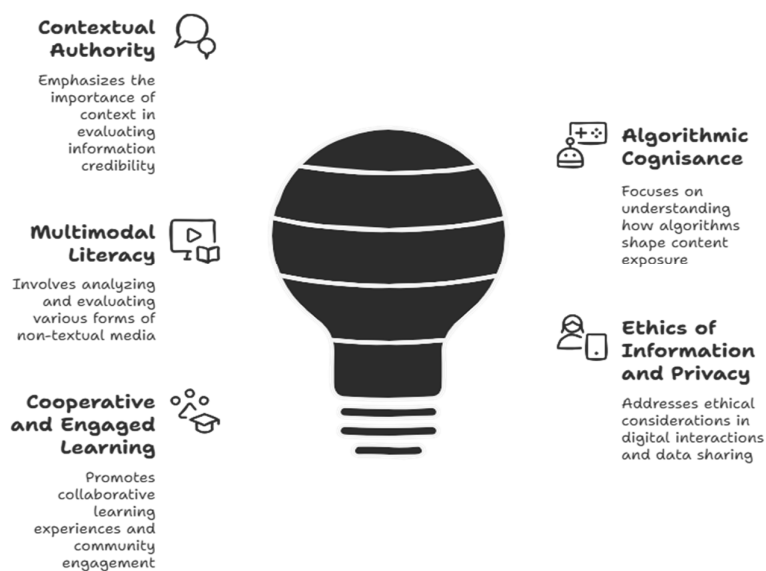 Contextual
Authority
Emphasizes the
importance of
context in
evaluating
information
credibility
Multimodal
Literacy
Involves analyzing
and evaluating
various forms of
non-textual media
Cooperative
and Engaged
Learning
Promotes
collaborative
learning
experiences and
community
engagement
Algorithmic
Cognisance
Focuses on
understanding
how algorithms
shape content
exposure
Ethics of
Information
and Privacy
Addresses ethical
considerations in
digital interactions
and data sharing